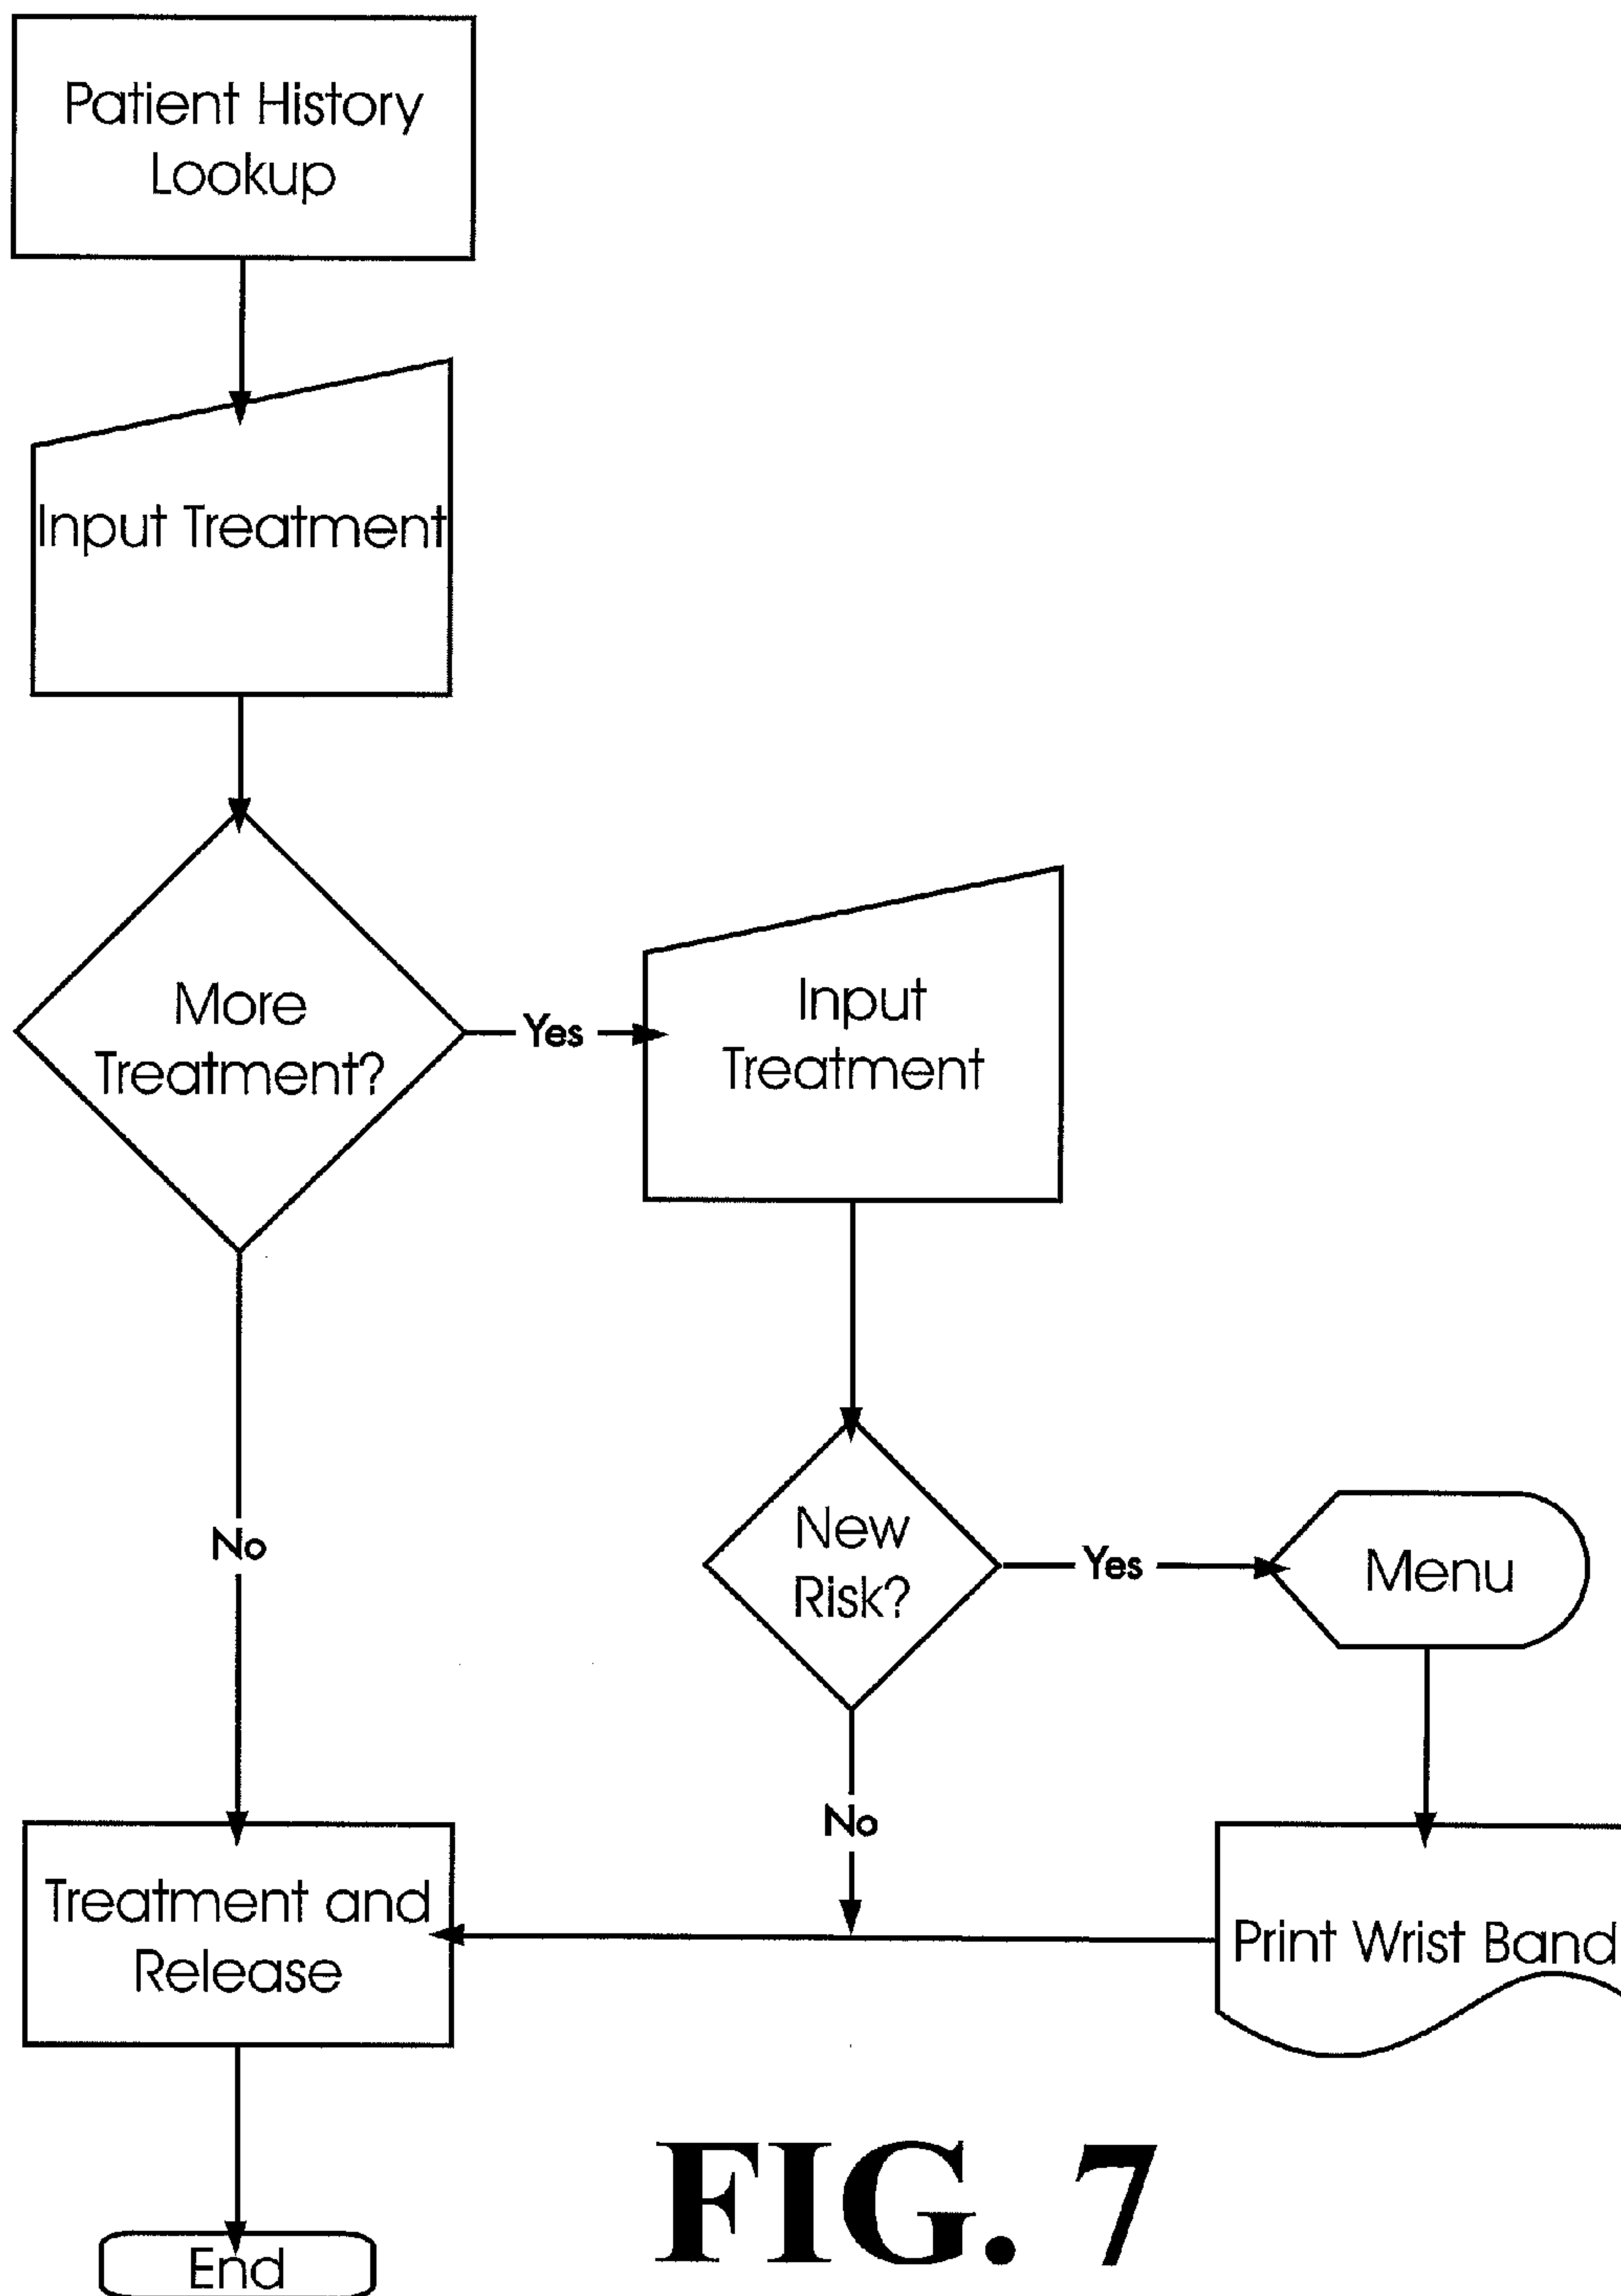 Patient History
Lookup
Input Treatment
More
Treatment?
Yes
Input
Treatment
No
New
Risk?
Yes
Menu
No
Treatment and
Release
Print Wrist Band
End
FIG. 7